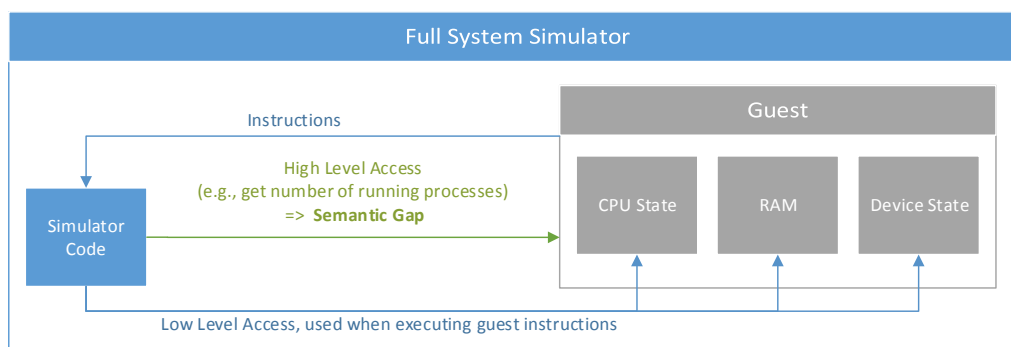 Full System Simulator
Guest
Instructions
High Level Access
(e.g., get number of running processes)
=> Semantic Gap
CPU State
RAM
Device State
Simulator
Code
Low Level Access, used when executing guest instructions